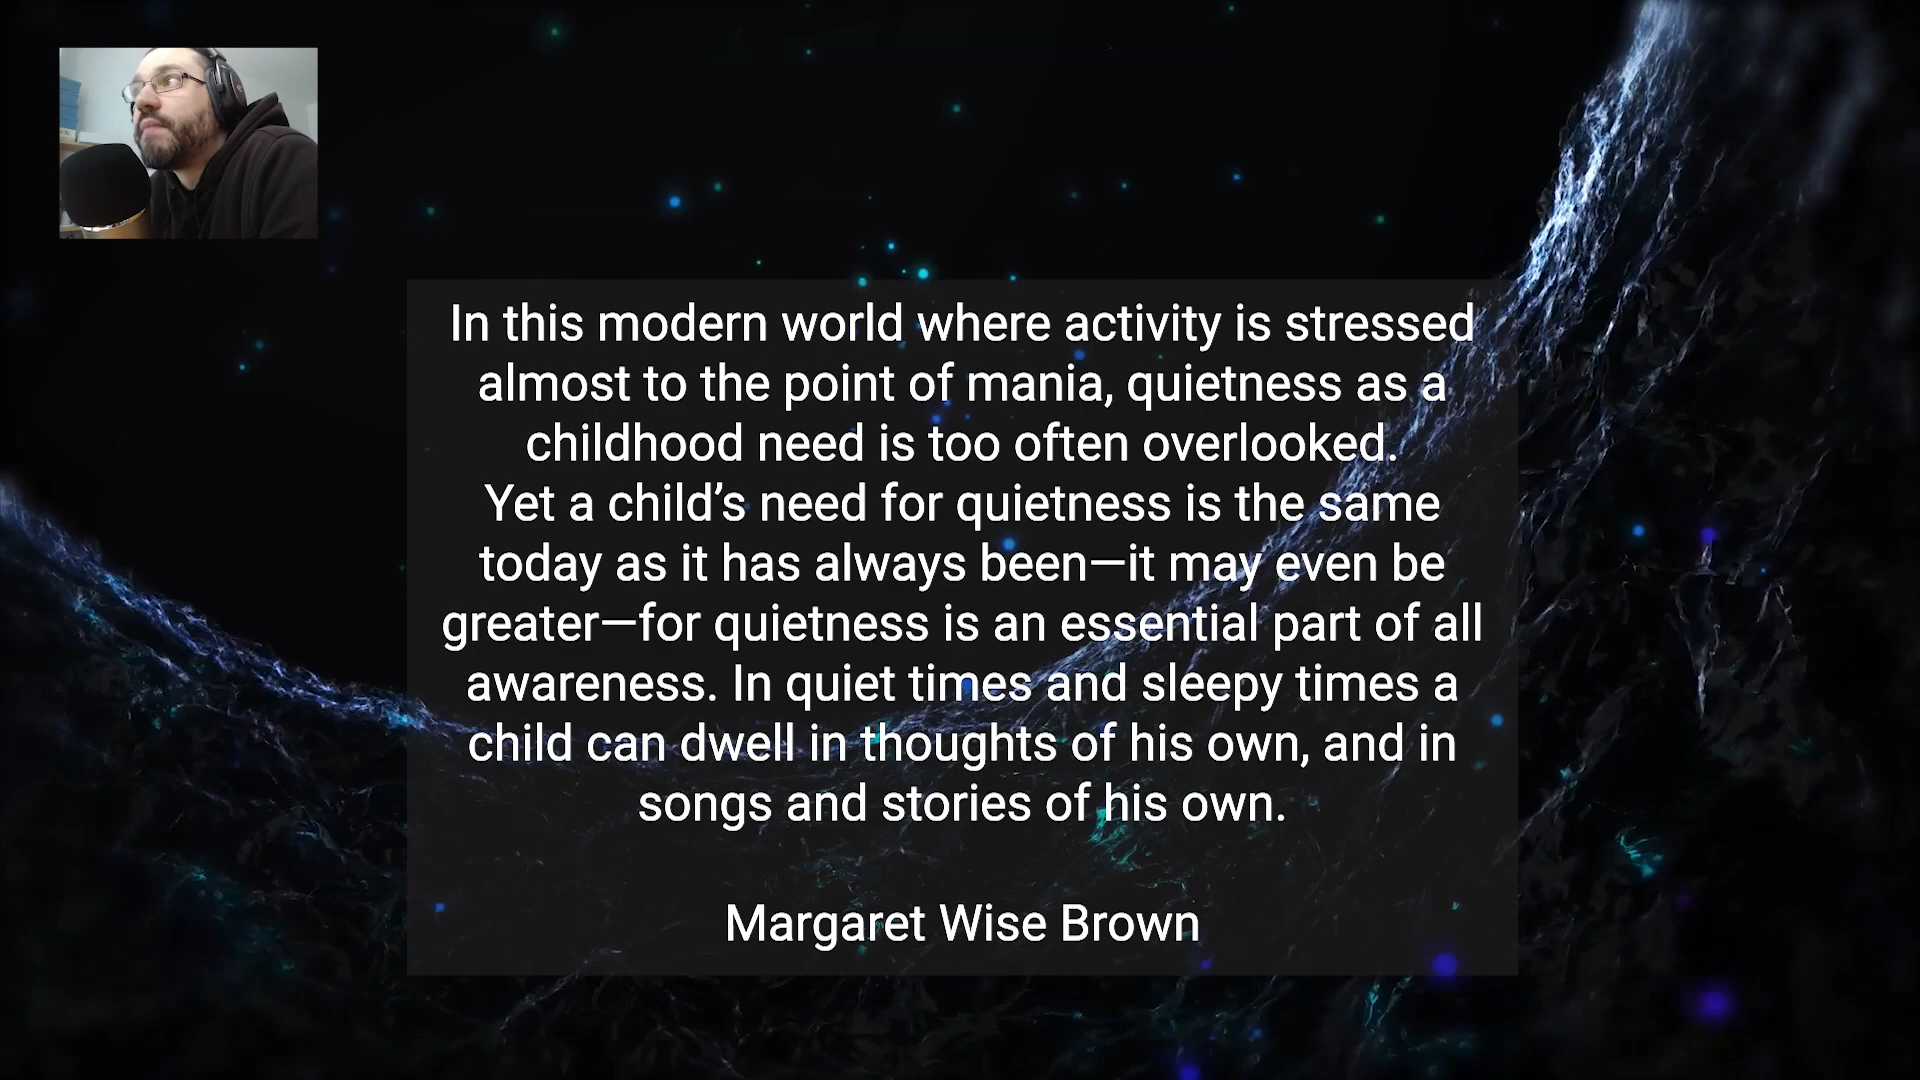 In this modern world where activity is stressed
almost to the point of mania, quietness as a
childhood need is too often overlooked.
Yet a child’s need for quietness is the same
today as it has always been—it may even be
greater—for quietness is an essential part of all
awareness. In quiet times and sleepy times a
child can dwell in thoughts of his own, and in
songs and stories of his own.
Margaret Wise Brown